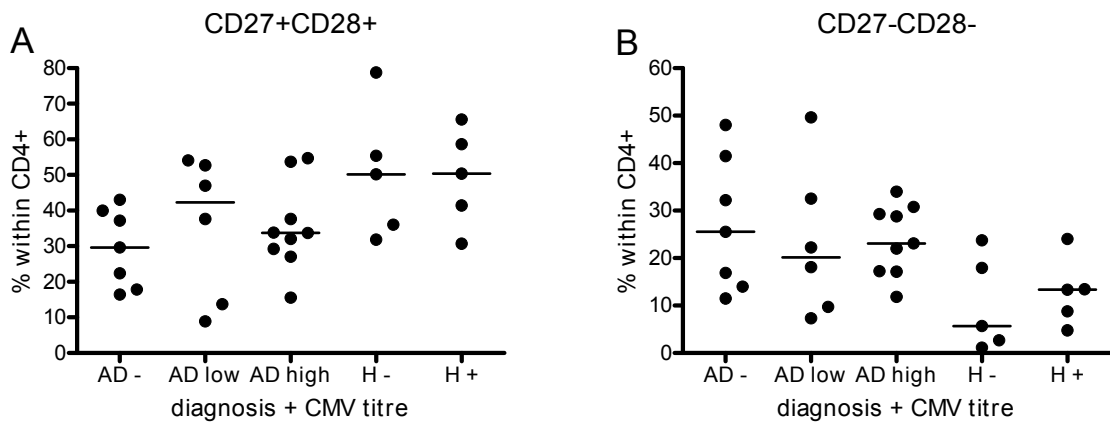 A
CD27+CD28+
% within CD4+
80
70
60
50
40
30
20
10
0
AD -
AD low
AD high
H -
H +
diagnosis + CMV titre
B
CD27-CD28-
% within CD4+
60
50
40
30
20
10
0
AD -
AD low
AD high
H -
H +
diagnosis + CMV titre